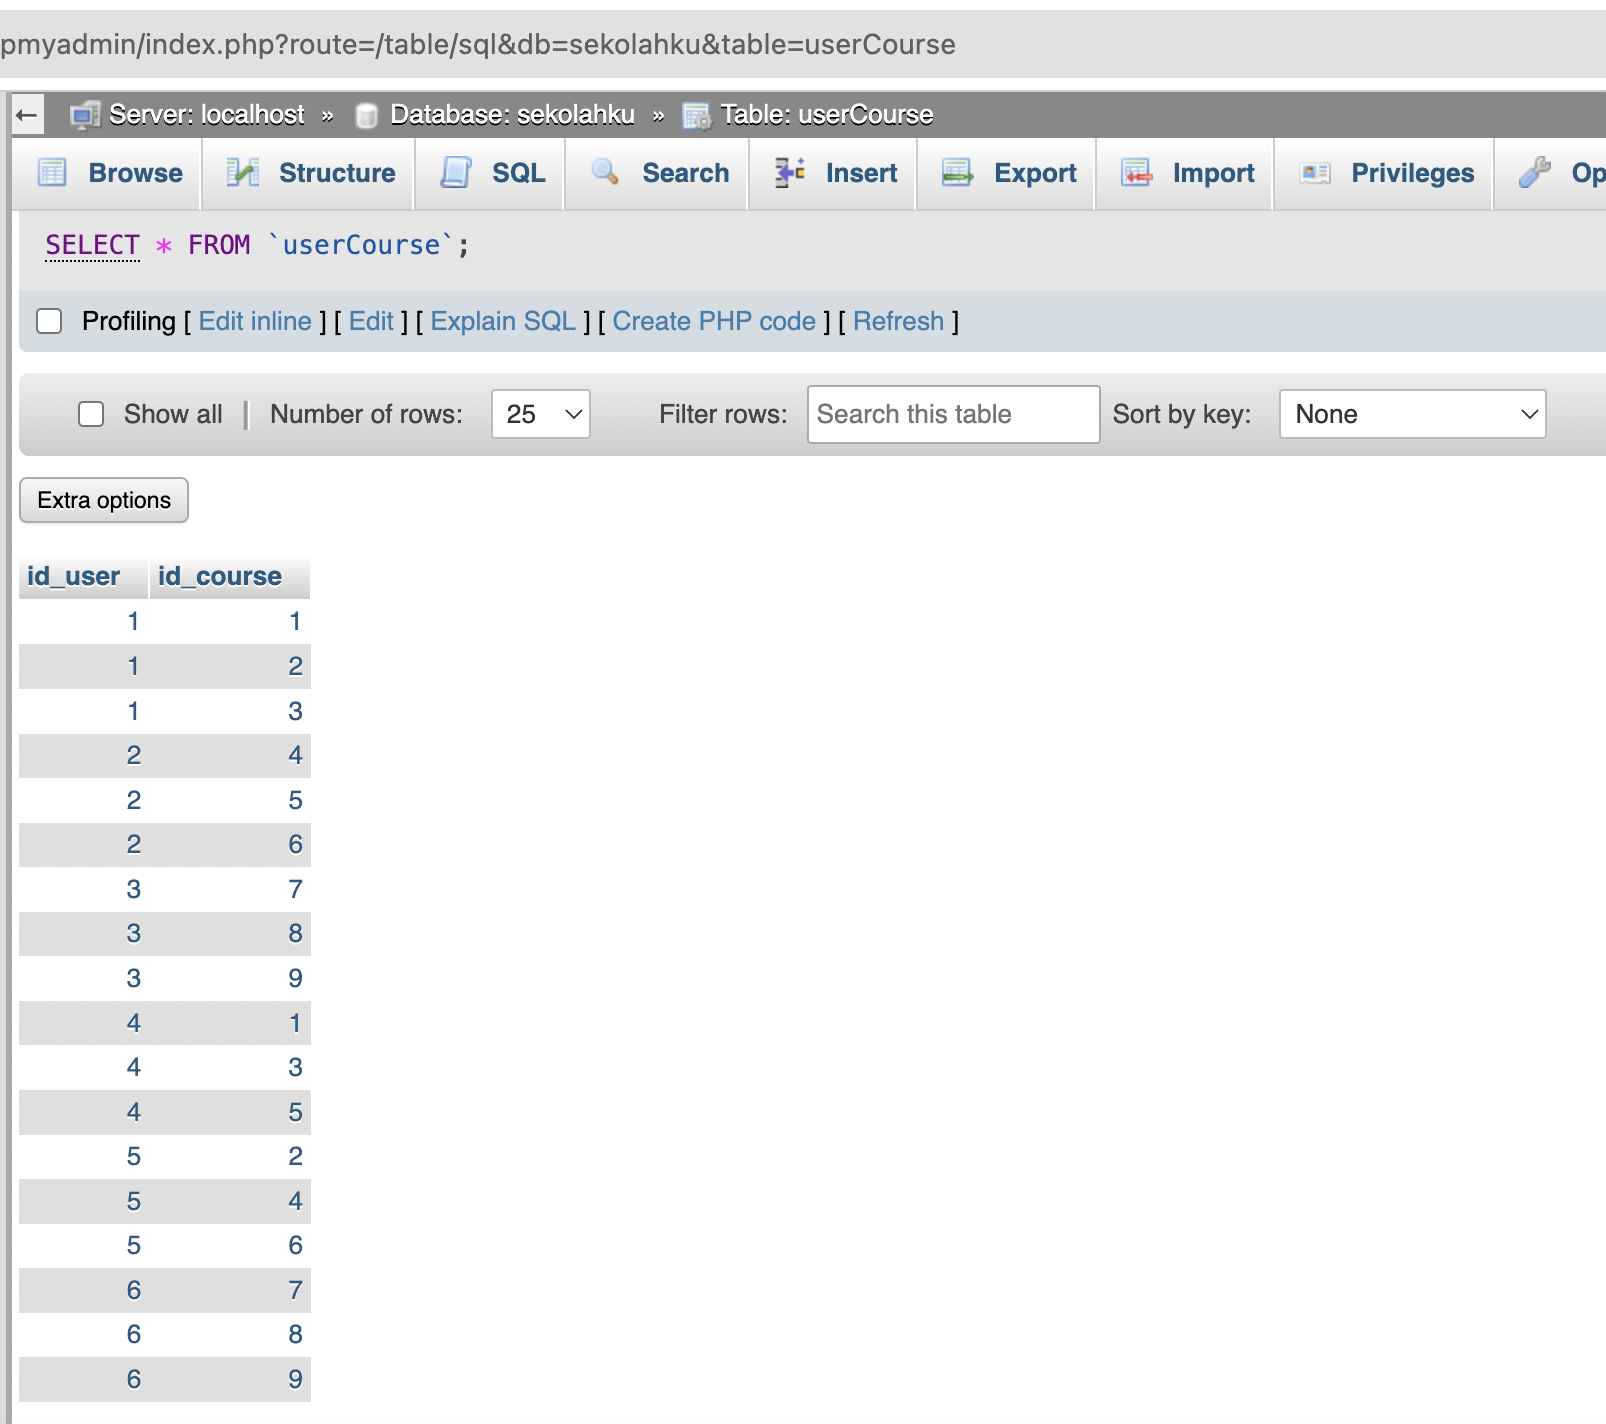 pmyadmin/index.php?route=/table/sql&db=sekolahku&table=userCourse
← Server: localhost » Database: sekolahku » Table: userCourse
Browse Structure SQL Search Insert Export Import Privileges Op
SELECT * FROM `userCourse`;
Profiling [ Edit inline ] [ Edit ] [ Explain SQL ] [ Create PHP code ] [ Refresh ]
Show all | Number of rows: 25 Filter rows: Search this table Sort by key: None
Extra options
id_user id_course
1 1
1 2
1 3
2 4
2 5
2 6
3 7
3 8
3 9
4 1
4 3
4 5
5 2
5 4
5 6
6 7
6 8
6 9